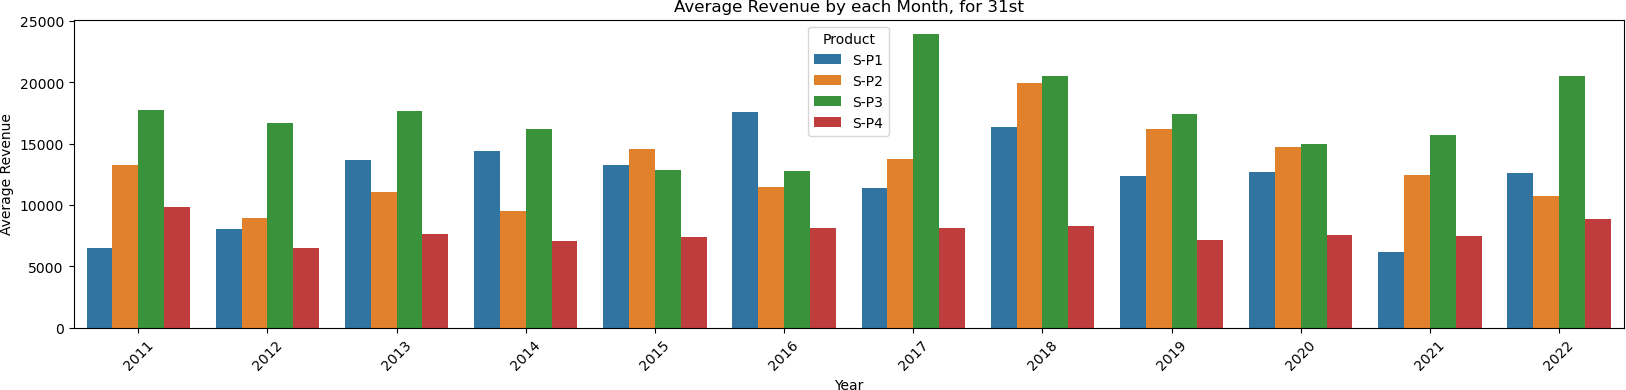 Average Revenue by each Month, for 31st
Average Revenue
25000
20000
15000
10000
5000
0
Product
S-P1
S-P2
S-P3
S-P4
2011
2012
2013
2014
2015
2016
2017
2018
2019
2020
2021
2022
Year